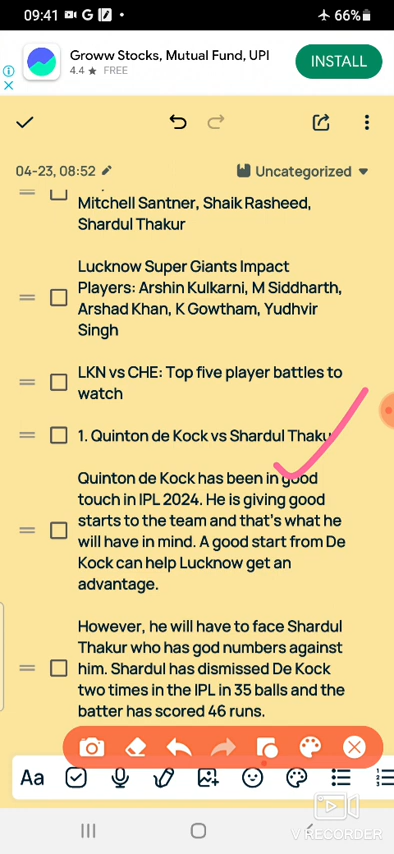 09:41
66%
Groww Stocks, Mutual Fund, UPI
4.4 ★ FREE
INSTALL
04-23, 08:52
Uncategorized
Mitchell Santner, Shaik Rasheed,
Shardul Thakur
Lucknow Super Giants Impact
Players: Arshin Kulkarni, M Siddharth,
Arshad Khan, K Gowtham, Yudhvir
Singh
LKN vs CHE: Top five player battles to
watch
1. Quinton de Kock vs Shardul Thakur
Quinton de Kock has been in good
touch in IPL 2024. He is giving good
starts to the team and that's what he
will have in mind. A good start from De
Kock can help Lucknow get an
advantage.
However, he will have to face Shardul
Thakur who has god numbers against
him. Shardul has dismissed De Kock
two times in the IPL in 35 balls and the
batter has scored 46 runs.
Aa
V RECORDER